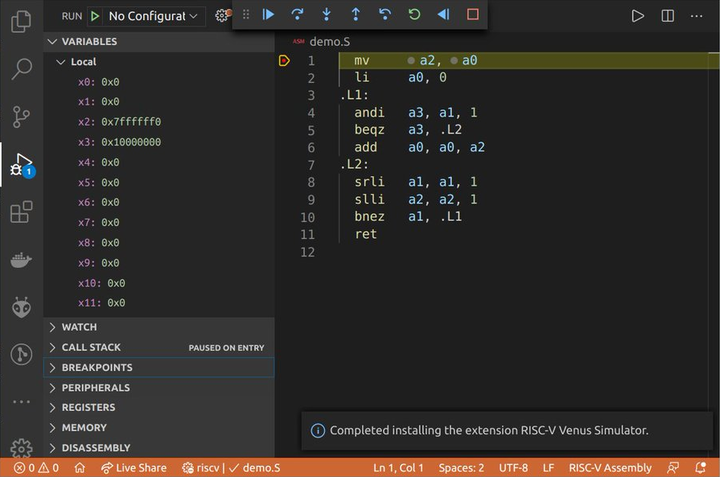 RUN No Configurat
VARIABLES
Local
x0: 0x0
x1: 0x0
x2: 0x7ffffff0
x3: 0x10000000
x4: 0x0
x5: 0x0
x6: 0x0
x7: 0x0
x8: 0x0
x9: 0x0
x10: 0x0
x11: 0x0
WATCH
CALL STACK PAUSED ON ENTRY
BREAKPOINTS
PERIPHERALS
REGISTERS
MEMORY
DISASSEMBLY
1
ASM demo.S
1 mv a2, a0
2 li a0, 0
3 .L1:
4 andi a3, a1, 1
5 beqz a3, .L2
6 add a0, a0, a2
7 .L2:
8 srli a1, a1, 1
9 slli a2, a2, 1
10 bnez a1, .L1
11 ret
12
Completed installing the extension RISC-V Venus Simulator.
0 0 Live Share riscv | demo.S Ln 1, Col 1 Spaces: 2 UTF-8 LF RISC-V Assembly